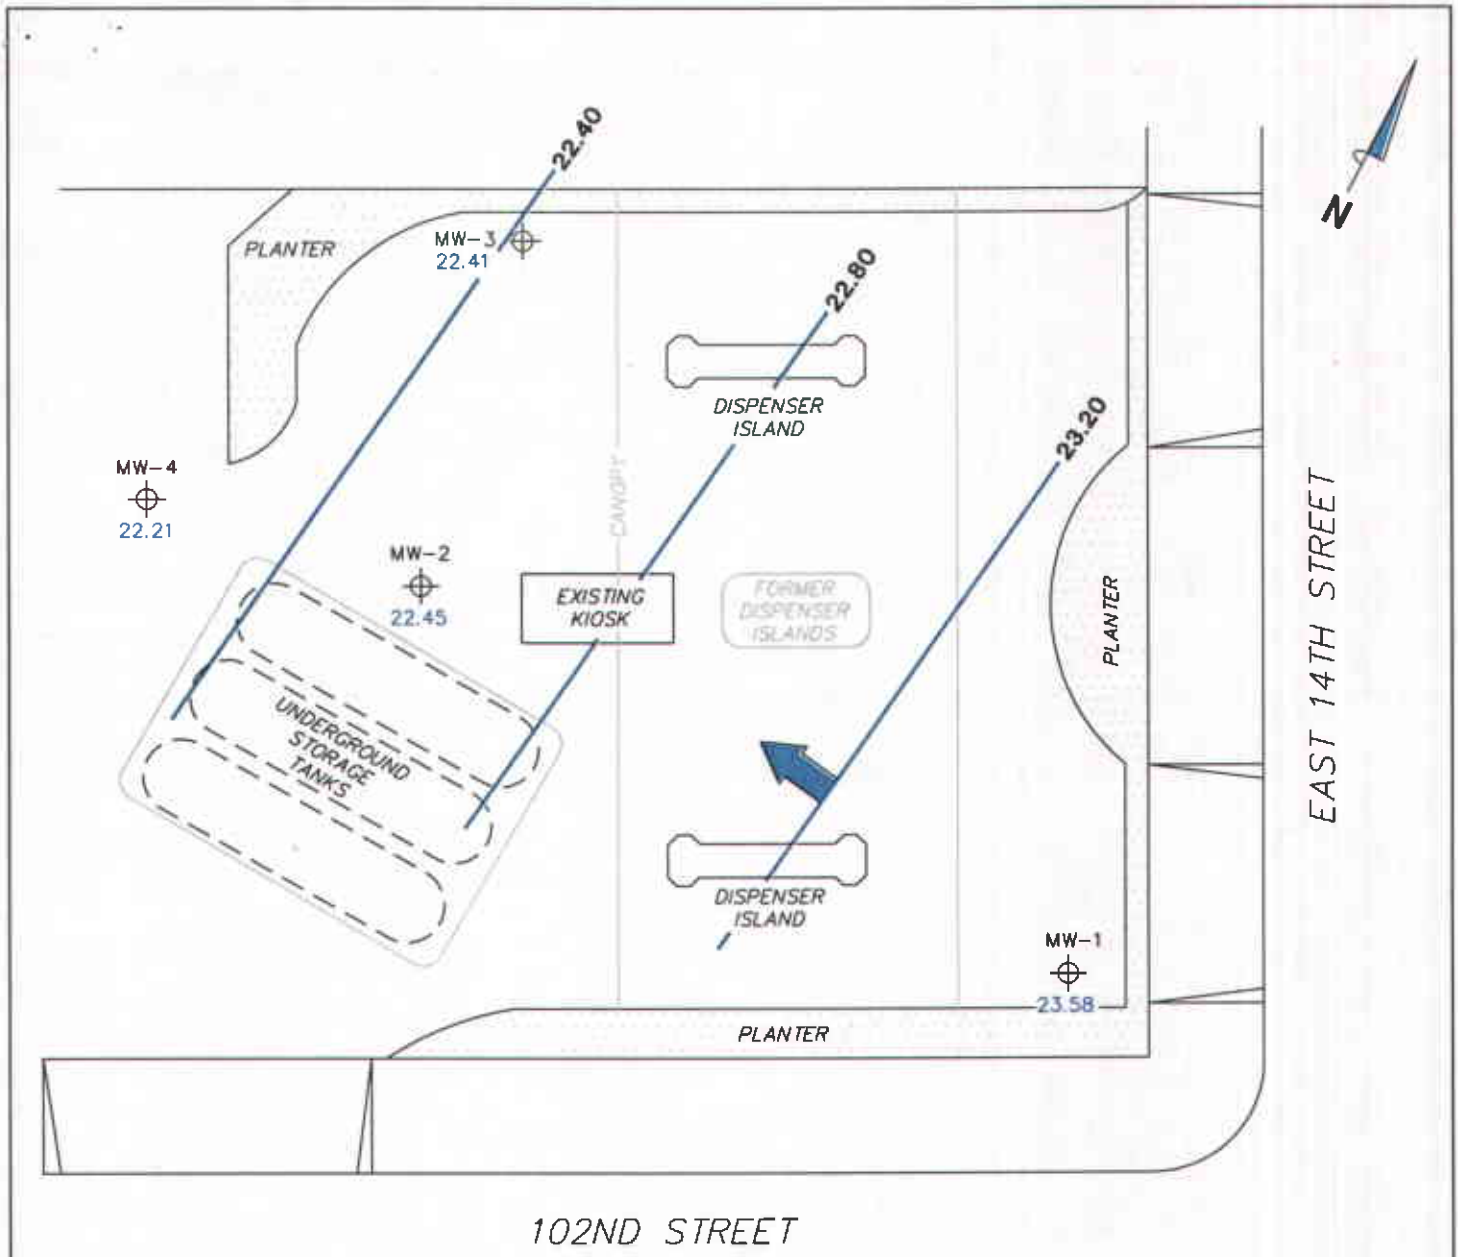 22.40
N
PLANTER
MW-3
22.41
22.80
DISPENSER
ISLAND
23.20
MW-4
22.21
CANOPY
MW-2
22.45
EXISTING
KIOSK
FORMER
DISPENSER
ISLANDS
PLANTER
EAST 14TH STREET
UNDERGROUND
STORAGE
TANKS
DISPENSER
ISLAND
MW-1
23.58
PLANTER
102ND STREET